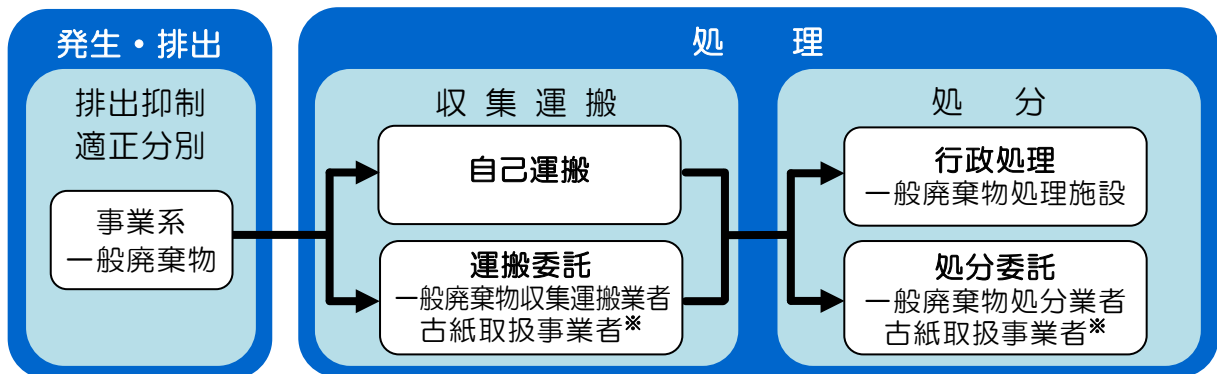 発生・排出
排出抑制
適正分別
事業系
一般廃棄物
処理
収集運搬
自己運搬
運搬委託
一般廃棄物収集運搬業者
古紙取扱事業者※
処分
行政処理
一般廃棄物処理施設
処分委託
一般廃棄物処分業者
古紙取扱事業者※